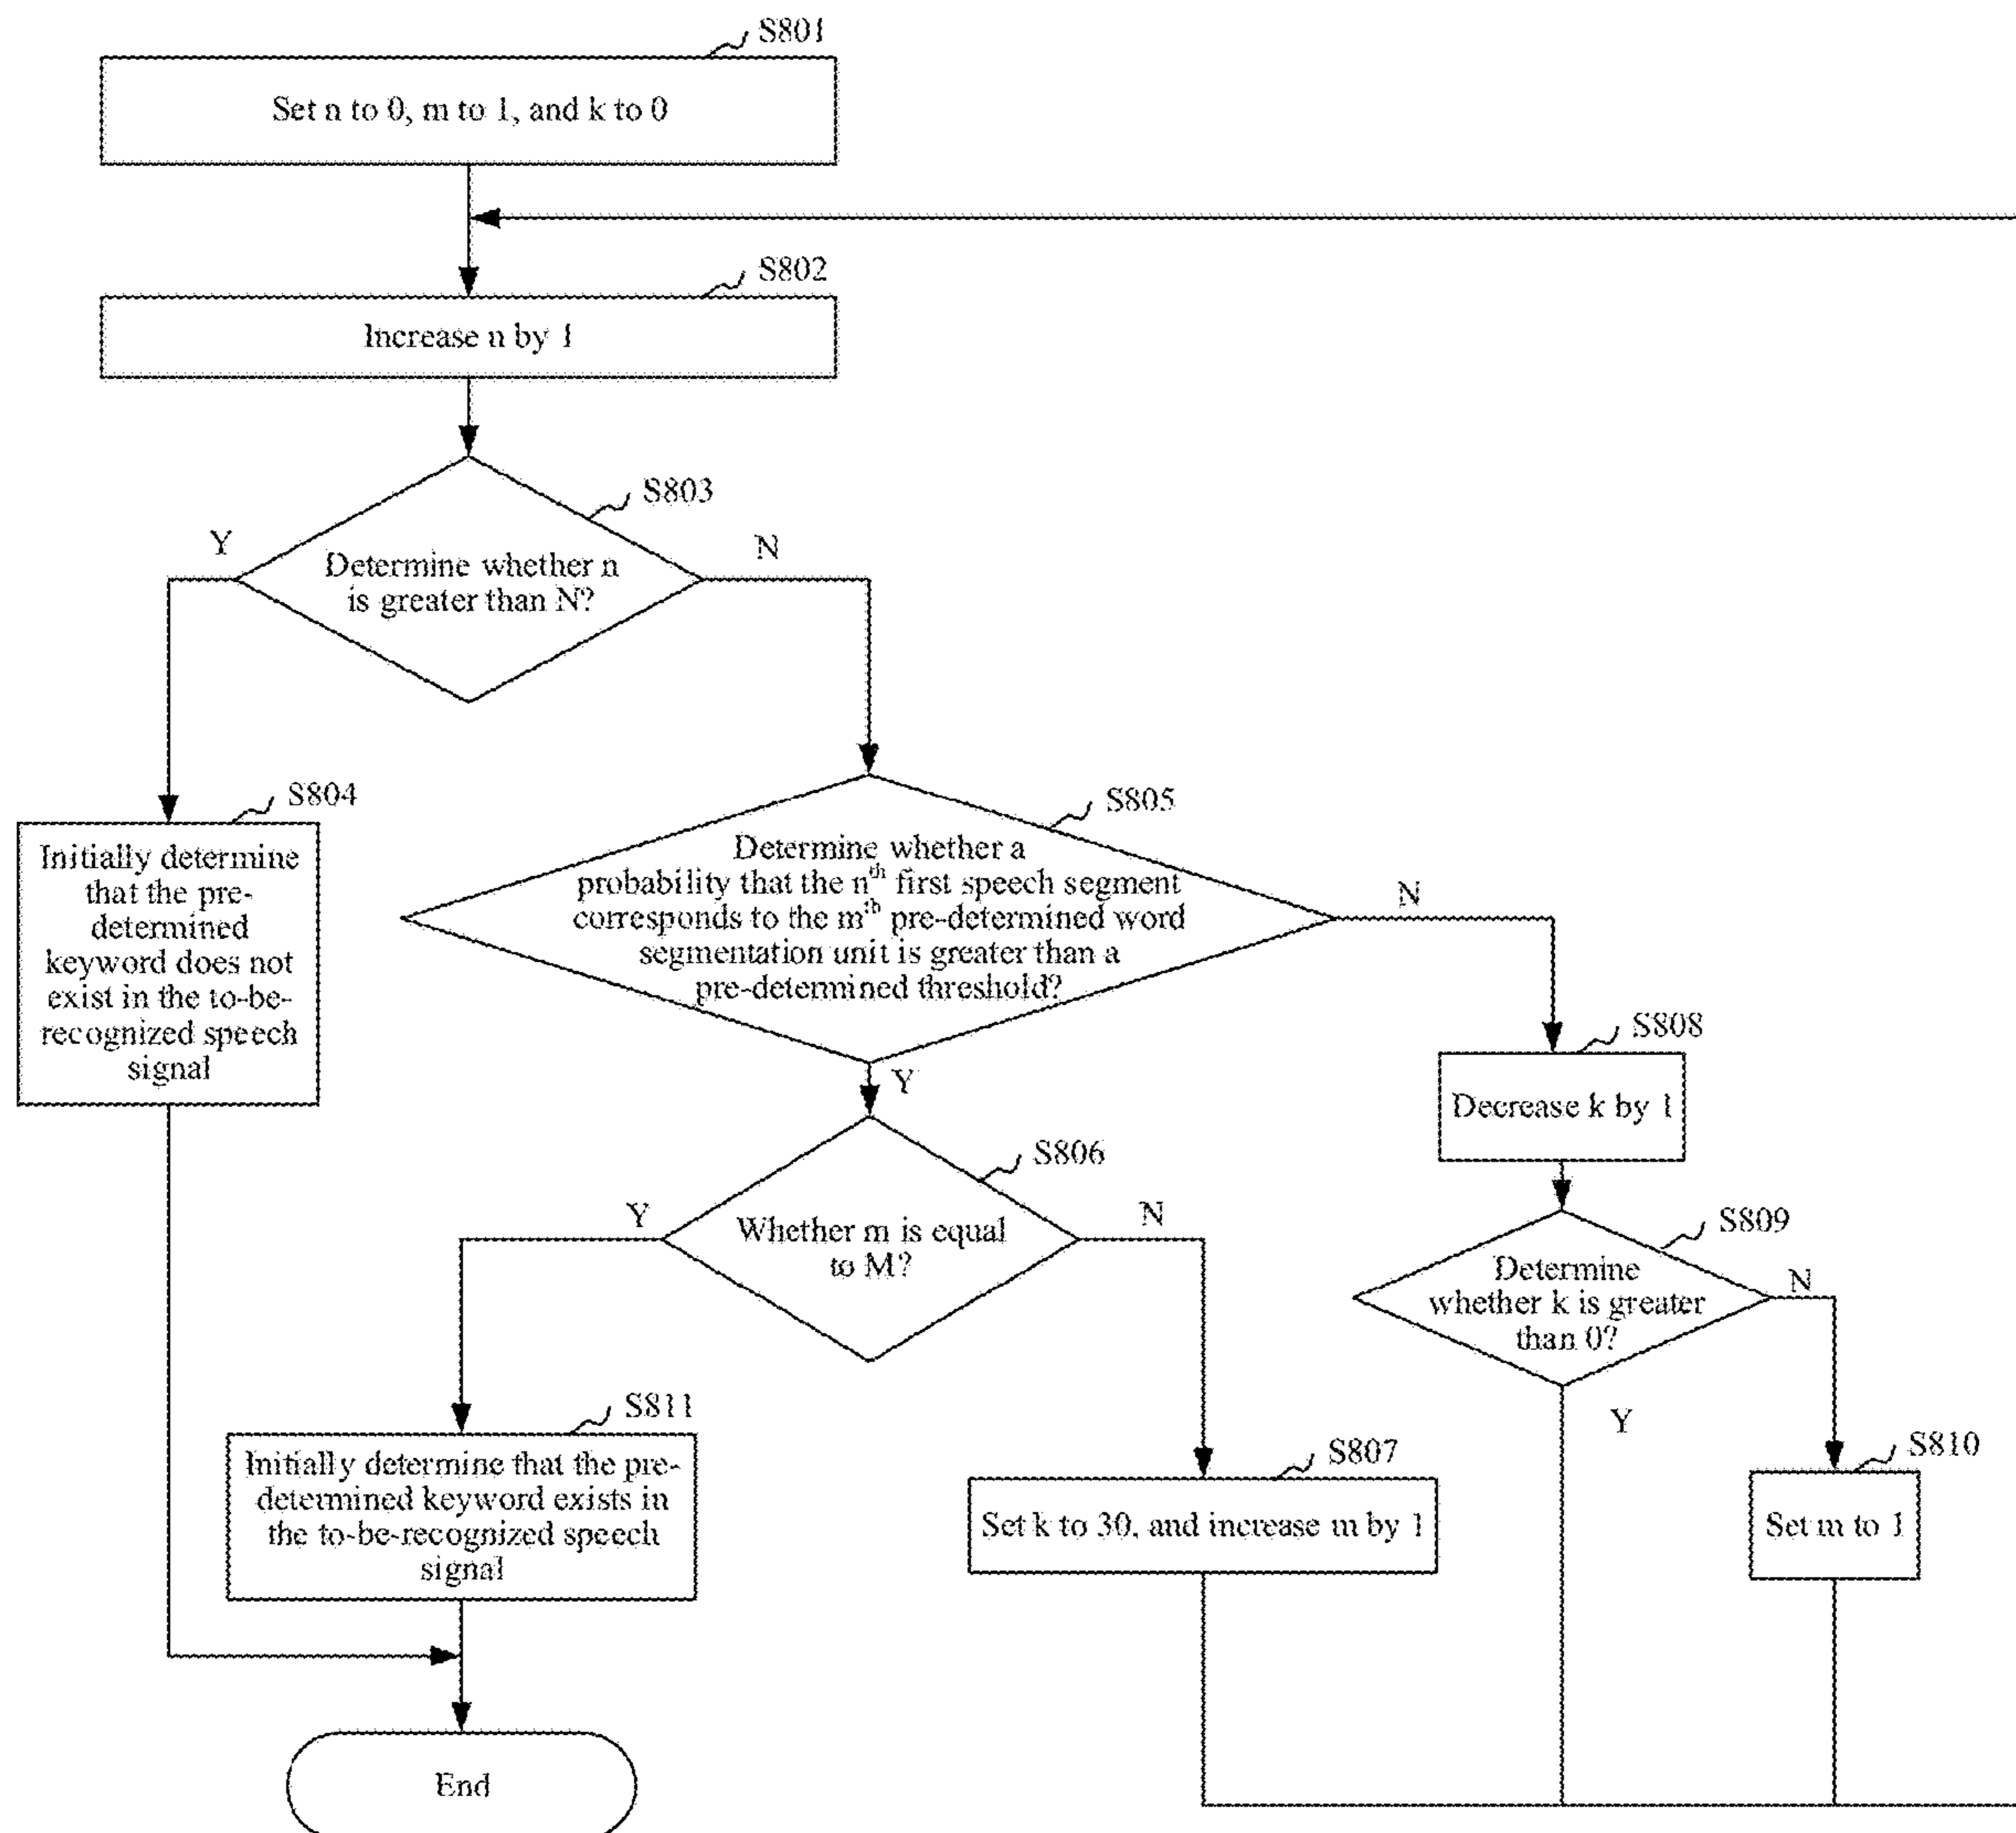 S801
Set n to 0, m to 1, and k to 0
S802
Increase n by 1
S803
Y
N
Determine whether n
is greater than N?
S804
Initially determine
that the pre-
determined
keyword does not
exist in the to-be-
recognized speech
signal
S805
Determine whether a
probability that the nth first speech segment
corresponds to the mth pre-determined word
segmentation unit is greater than a
pre-determined threshold?
N
Y
S808
Decrease k by 1
S806
Y
N
Whether m is equal
to M?
S809
Determine
whether k is greater
than 0?
N
Y
S811
Initially determine that the pre-
determined keyword exists in
the to-be-recognized speech
signal
S807
Set k to 30, and increase m by 1
S810
Set m to 1
End